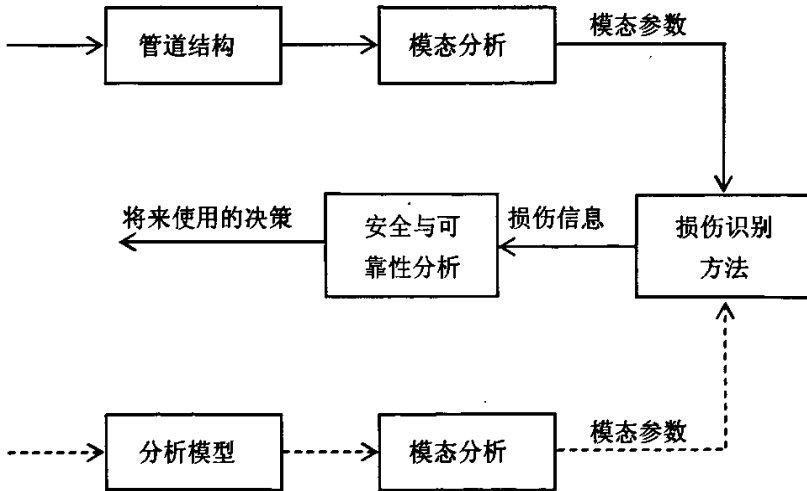 管道结构
模态分析
模态参数
将来使用的决策
安全与可
靠性分析
损伤信息
损伤识别
方法
分析模型
模态分析
模态参数